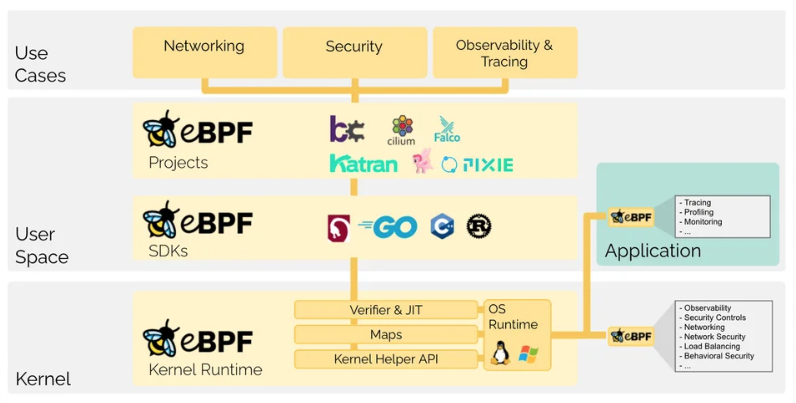 Use
Cases
Networking
Security
Observability &
Tracing
eBPF
Projects
bc
cilium
Falco
Katran
PIXIE
User
Space
eBPF
SDKs
GO
C++
R
eBPF
- Tracing
- Profiling
- Monitoring
- ...
Application
Kernel
eBPF
Kernel Runtime
Verifier & JIT
Maps
Kernel Helper API
OS
Runtime
eBPF
- Observability
- Security Controls
- Networking
- Network Security
- Load Balancing
- Behavioral Security
- ...